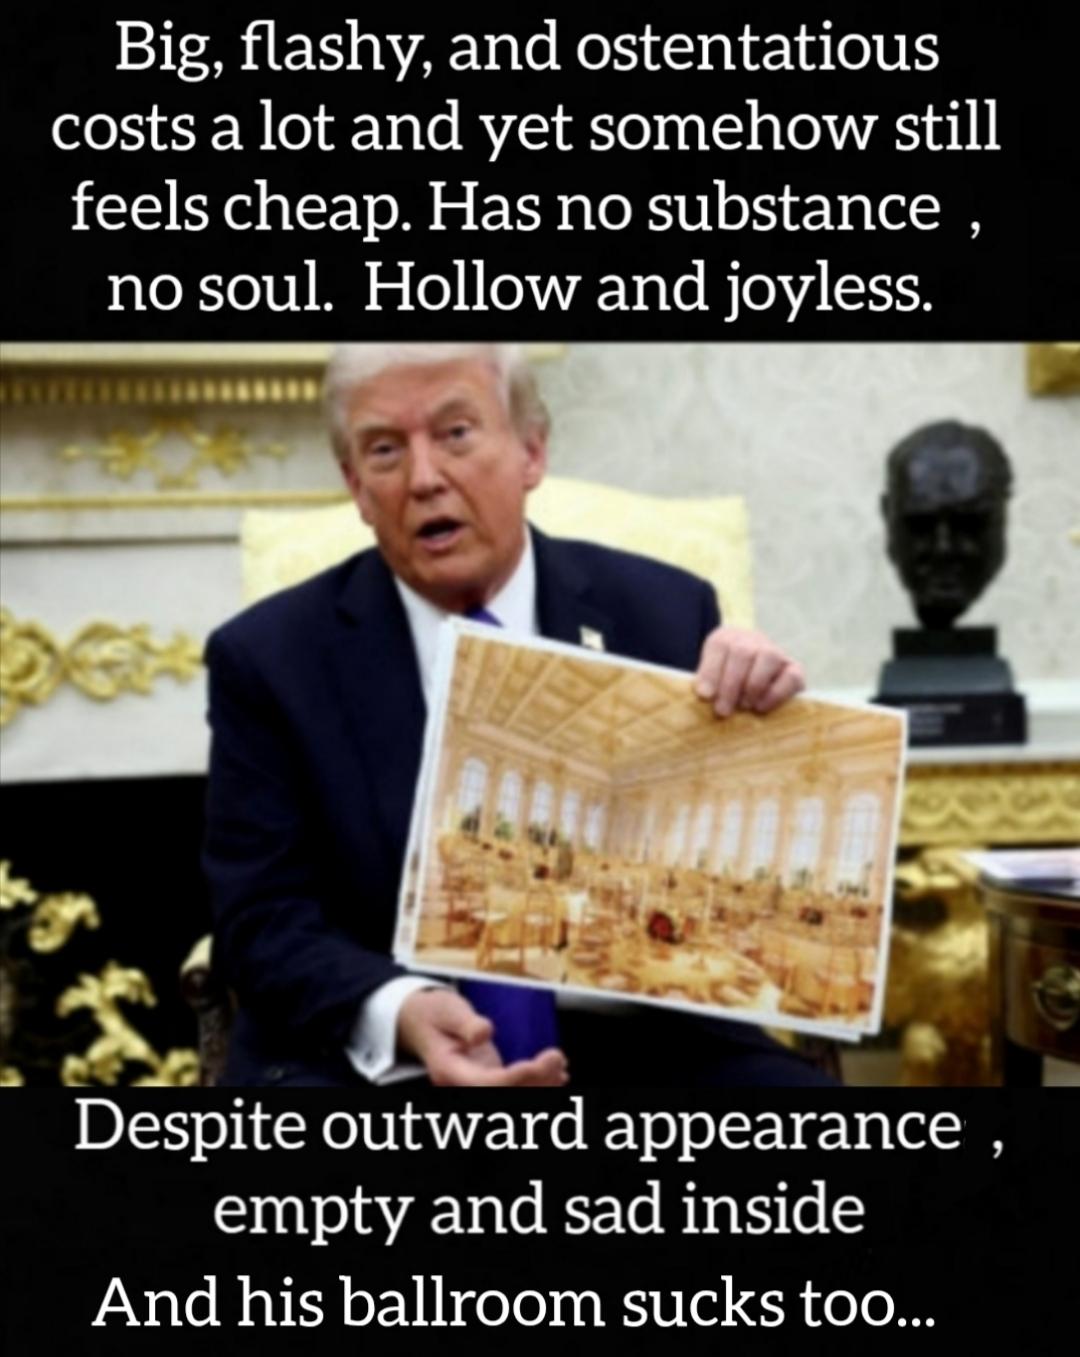 Big, flashy, and ostentatious
costs a lot and yet somehow still
feels cheap. Has no substance ,
no soul. Hollow and joyless.
Despite outward appearance ,
empty and sad inside
And his ballroom sucks too...